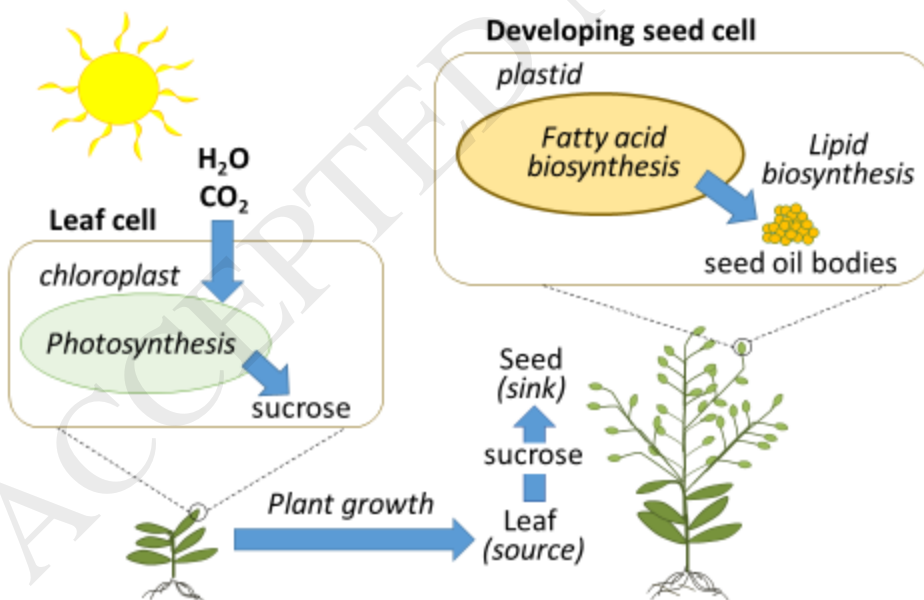 Developing seed cell
plastid
Fatty acid
biosynthesis
Lipid
biosynthesis
seed oil bodies
H₂O
CO₂
Leaf cell
chloroplast
Photosynthesis
sucrose
Plant growth
Seed
(sink)
sucrose
Leaf
(source)
ACCEPTED